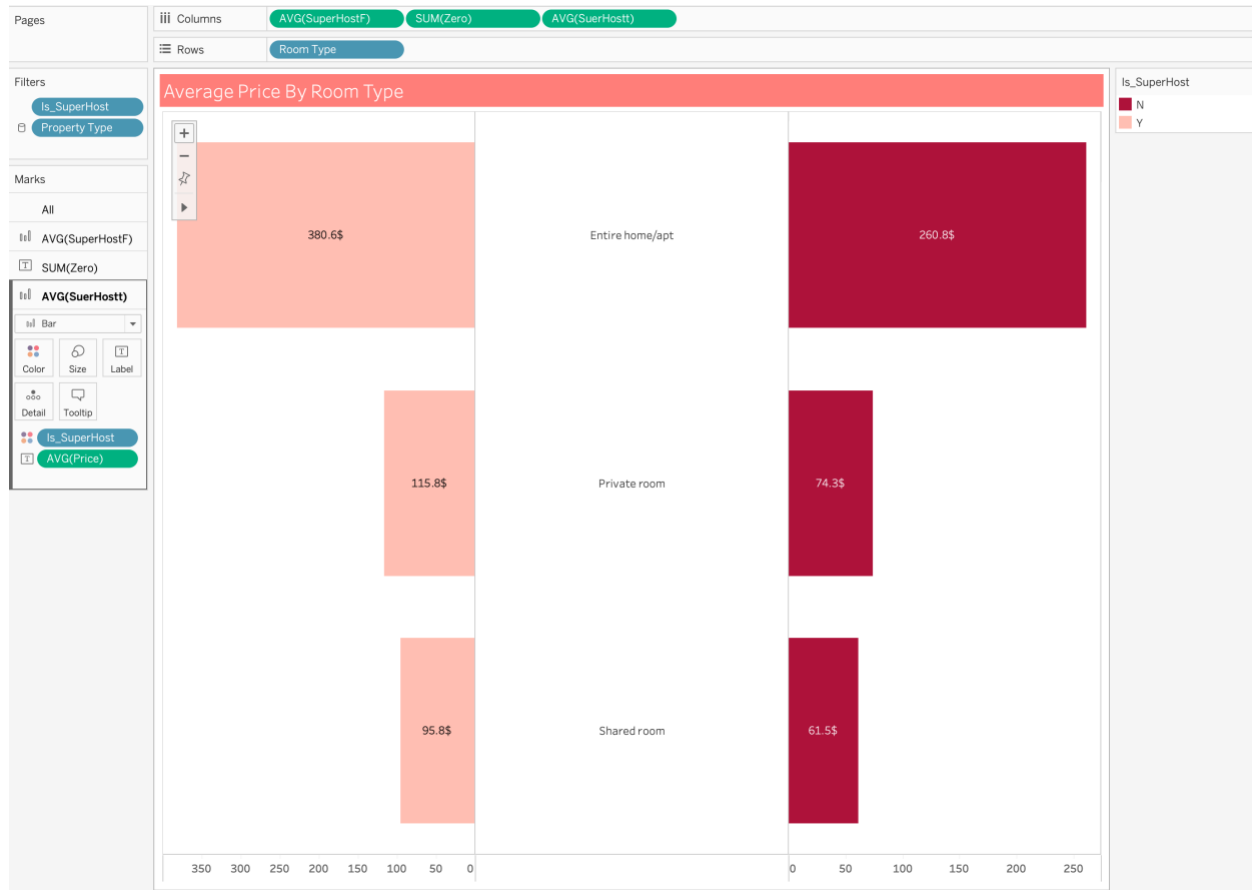 Pages
Columns AVG(SuperHostF) SUM(Zero) AVG(SuerHostt)
Rows Room Type
Filters
Is_SuperHost
Property Type
Marks
All
AVG(SuperHostF)
SUM(Zero)
AVG(SuerHostt)
Bar
Color Size Label
Detail Tooltip
Is_SuperHost
AVG(Price)
Average Price By Room Type
380.6$ Entire home/apt 260.8$
115.8$ Private room 74.3$
95.8$ Shared room 61.5$
350 300 250 200 150 100 50 0 0 50 100 150 200 250
Is_SuperHost
N
Y